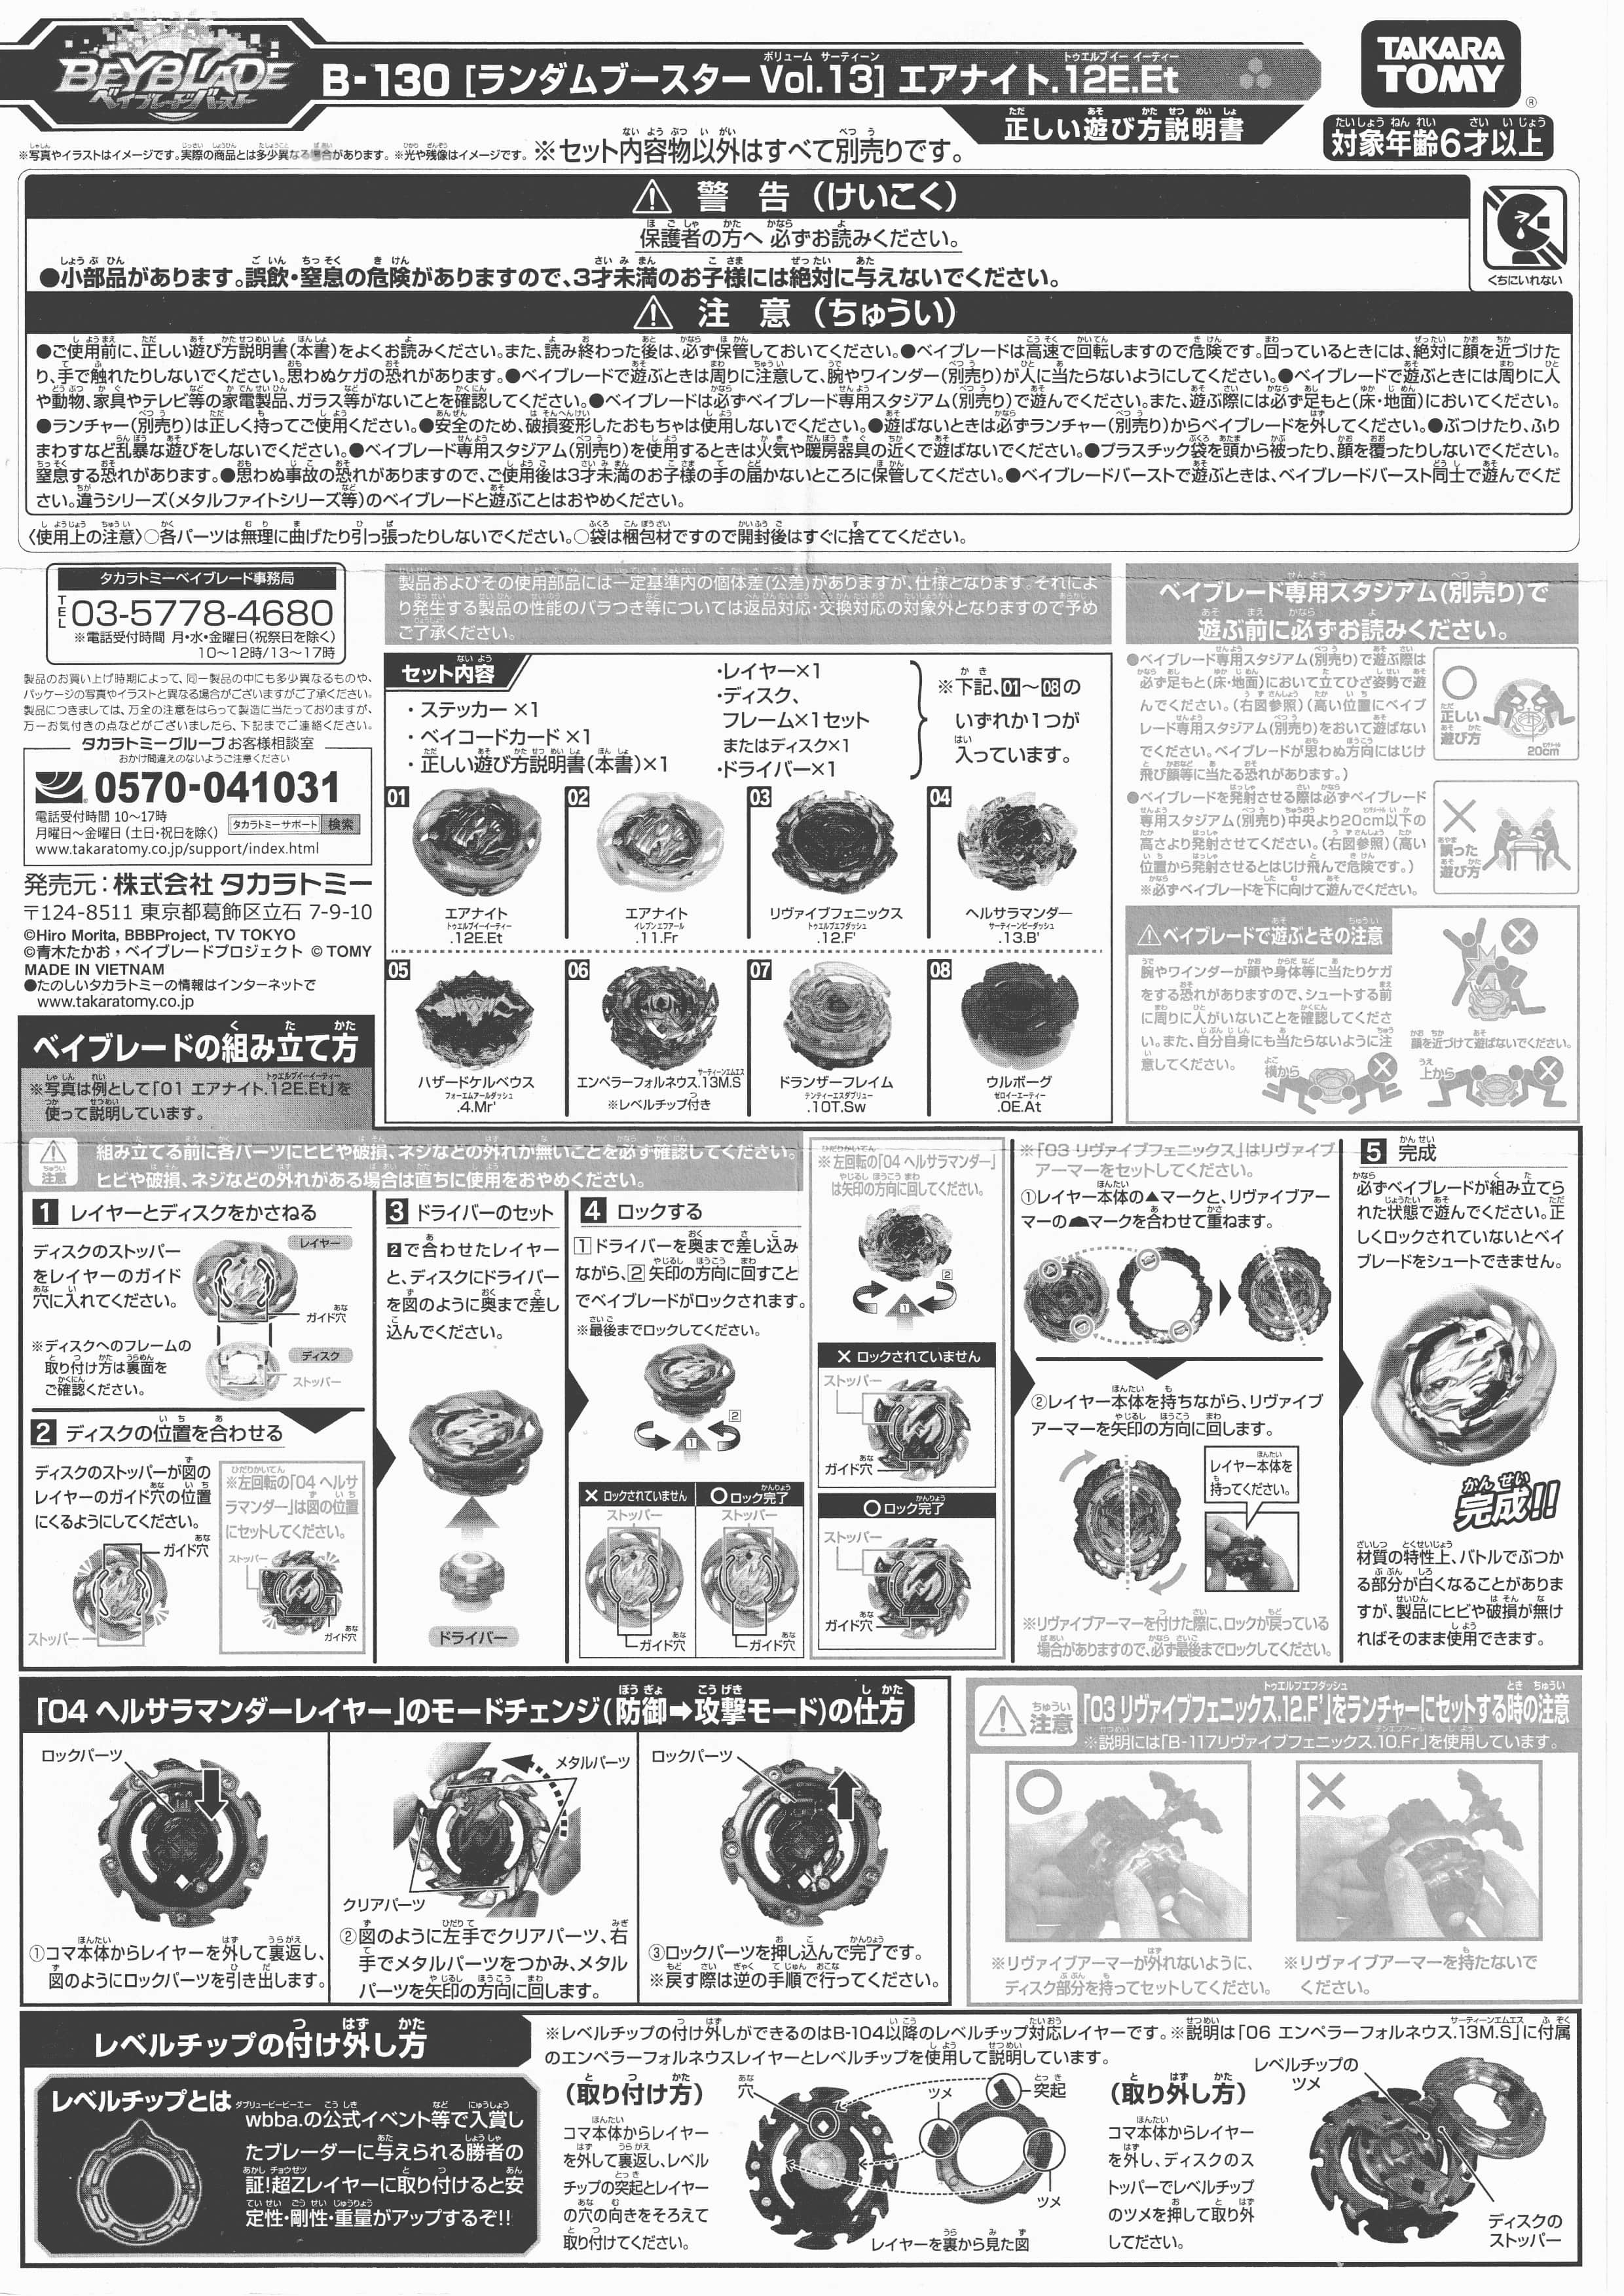 BEYBLADE
ベイブレードバースト
B-130 [ランダムブースター Vol.13] エアナイト.12E.Et
正しい遊び方説明書
TAKARA
TOMY
®
対象年齢6才以上
※写真やイラストはイメージです。実際の商品とは多少異なる場合があります。※光や残像はイメージです。
※セット内容物以外はすべて別売りです。
警 告 (けいこく)
保護者の方へ 必ずお読みください。
●小部品があります。誤飲・窒息の危険がありますので、3才未満のお子様には絶対に与えないでください。
くちにいれない
注 意 (ちゅうい)
●ご使用前に、正しい遊び方説明書(本書)をよくお読みください。また、読み終わった後は、必ず保管しておいてください。●ベイブレードは高速で回転しますので危険です。回っているときには、絶対に顔を近づけた
り、手で触れたりしないでください。思わぬケガの恐れがあります。●ベイブレードで遊ぶときは周りに注意して、腕やワインダー(別売り)が人に当たらないようにしてください。●ベイブレードで遊ぶときには周りに人
や動物、家具やテレビ等の家電製品、ガラス等がないことを確認してください。●ベイブレードは必ずベイブレード専用スタジアム(別売り)で遊んでください。また、遊ぶ際には必ず足もと(床・地面)においてください。
●ランチャー(別売り)は正しく持ってご使用ください。●安全のため、破損変形したおもちゃは使用しないでください。●遊ばないときは必ずランチャー(別売り)からベイブレードを外してください。●ぶつけたり、ふり
まわすなど乱暴な遊びをしないでください。●ベイブレード専用スタジアム(別売り)を使用するときは火気や暖房器具の近くで遊ばないでください。●プラスチック袋を頭から被ったり、顔を覆ったりしないでください。
窒息する恐れがあります。●思わぬ事故の恐れがありますので、ご使用後は3才未満のお子様の手の届かないところに保管してください。●ベイブレードバーストで遊ぶときは、ベイブレードバースト同士で遊んでくだ
さい。違うシリーズ(メタルファイトシリーズ等)のベイブレードと遊ぶことはおやめください。
〈使用上の注意〉○各パーツは無理に曲げたり引っ張ったりしないでください。○袋は梱包材ですので開封後はすぐに捨ててください。
タカラトミーベイブレード事務局
TEL 03-5778-4680
※電話受付時間 月・水・金曜日(祝祭日を除く)
10〜12時/13〜17時
製品のお買い上げ時期によって、同一製品の中にも多少異なるものや、
パッケージの写真やイラストと異なる場合がございますがご了承ください。
製品につきましては、万全の注意をはらって製造に当たっておりますが、
万一お気付きの点などがございましたら、下記までご連絡ください。
タカラトミーグループ お客様相談室
おかけ間違えのないようご注意ください
0570-041031
電話受付時間 10〜17時
月曜日〜金曜日 (土日・祝日を除く)
タカラトミーサポート 検索
www.takaratomy.co.jp/support/index.html
発売元:株式会社 タカラトミー
〒124-8511 東京都葛飾区立石 7-9-10
©Hiro Morita, BBBProject, TV TOKYO
©青木たかお・ベイブレードプロジェクト © TOMY
MADE IN VIETNAM
●たのしいタカラトミーの情報はインターネットで
www.takaratomy.co.jp
製品およびその使用部品には一定基準内の個体差(公差)がありますが、仕様となります。それによ
り発生する製品の性能のバラつき等については返品対応・交換対応の対象外となりますので予め
ご了承ください。
セット内容
・ステッカー ×1
・ベイコードカード ×1
・正しい遊び方説明書(本書)×1
・レイヤー×1
・ディスク、
フレーム×1セット
またはディスク×1
・ドライバー×1
※下記、01〜08の
いずれか1つが
入っています。
01
エアナイト
.12E.Et
02
エアナイト
.11.Fr
03
リヴァイブフェニックス
.12.F'
04
ヘルサラマンダー
.13.B'
05
ハザードケルベウス
.4.Mr'
06
エンペラーフォルネウス.13M.S
※レベルチップ付き
07
ドランザーフレイム
.10T.Sw
08
ウルボーグ
.0E.At
ベイブレード専用スタジアム(別売り)で
遊ぶ前に必ずお読みください。
●ベイブレード専用スタジアム(別売り)で遊ぶ際は
必ず足もと(床・地面)において立てひざ姿勢で遊
んでください。(右図参照)(高い位置にベイブ
レード専用スタジアム(別売り)をおいて遊ばない
でください。ベイブレードが思わぬ方向にはじけ
飛び顔等に当たる恐れがあります。)
●ベイブレードを発射させる際は必ずベイブレード
専用スタジアム(別売り)中央より20cm以下の
高さより発射させてください。(右図参照)(高い
位置から発射させるとはじけ飛んで危険です。)
※必ずベイブレードを下に向けて遊んでください。
正しい
遊び方
20cm
誤った
遊び方
ベイブレードで遊ぶときの注意
腕やワインダーが顔や身体等に当たりケガ
をする恐れがありますので、シュートする前
に周りに人がいないことを確認してくださ
い。また、自分自身にも当たらないように注
意してください。
顔を近づけて遊ばないでください。
横から
上から
ベイブレードの組み立て方
※写真は例として「01 エアナイト.12E.Et」を
使って説明しています。
注意
組み立てる前に各パーツにヒビや破損、ネジなどの外れが無いことを必ず確認してください。
ヒビや破損、ネジなどの外れがある場合は直ちに使用をおやめください。
1 レイヤーとディスクをかさねる
ディスクのストッパー
をレイヤーのガイド
穴に入れてください。
※ディスクへのフレームの
取り付け方は裏面を
ご確認ください。
レイヤー
ガイド穴
ディスク
ストッパー
2 ディスクの位置を合わせる
ディスクのストッパーが図の
レイヤーのガイド穴の位置
にくるようにしてください。
ガイド穴
ストッパー
※左回転の「04 ヘルサ
ラマンダー」は図の位置
にセットしてください。
ストッパー
ガイド穴
3 ドライバーのセット
2で合わせたレイヤー
と、ディスクにドライバー
を図のように奥まで差し
込んでください。
ドライバー
4 ロックする
1ドライバーを奥まで差し込み
ながら、2 矢印の方向に回すこと
でベイブレードがロックされます。
※最後までロックしてください。
2
1
×ロックされていません
ストッパー
ガイド穴
○ロック完了
ストッパー
ガイド穴
※左回転の「04 ヘルサラマンダー」
は矢印の方向に回してください。
2
1
× ロックされていません
ストッパー
ガイド穴
○ロック完了
ストッパー
ガイド穴
※「03 リヴァイブフェニックス」はリヴァイブ
アーマーをセットしてください。
①レイヤー本体の▲マークと、リヴァイブアー
マーのマークを合わせて重ねます。
②レイヤー本体を持ちながら、リヴァイブ
アーマーを矢印の方向に回します。
レイヤー本体を
持ってください。
※リヴァイブアーマーを付けた際に、ロックが戻っている
場合がありますので、必ず最後までロックしてください。
5 完成
必ずベイブレードが組み立てら
れた状態で遊んでください。正
しくロックされていないとベイ
ブレードをシュートできません。
完成!!
材質の特性上、バトルでぶつか
る部分が白くなることがありま
すが、製品にヒビや破損が無け
ればそのまま使用できます。
「04 ヘルサラマンダーレイヤー」のモードチェンジ(防御➡攻撃モード)の仕方
ロックパーツ
①コマ本体からレイヤーを外して裏返し、
図のようにロックパーツを引き出します。
メタルパーツ
クリアパーツ
②図のように左手でクリアパーツ、右
手でメタルパーツをつかみ、メタル
パーツを矢印の方向に回します。
ロックパーツ
③ロックパーツを押し込んで完了です。
※戻す際は逆の手順で行ってください。
注意
「03 リヴァイブフェニックス.12.F'」をランチャーにセットする時の注意
※説明には「B-117リヴァイブフェニックス.10.Fr」を使用しています。
※リヴァイブアーマーが外れないように、
ディスク部分を持ってセットしてください。
※リヴァイブアーマーを持たないで
ください。
レベルチップの付け外し方
レベルチップとは
wbba.の公式イベント等で入賞し
たブレーダーに与えられる勝者の
証!超Zレイヤーに取り付けると安
定性・剛性・重量がアップするぞ!!
※レベルチップの付け外しができるのはB-104以降のレベルチップ対応レイヤーです。※説明は「06 エンペラーフォルネウス.13M.S」に付属
のエンペラーフォルネウスレイヤーとレベルチップを使用して説明しています。
(取り付け方)
コマ本体からレイヤー
を外して裏返し、レベル
チップの突起とレイヤー
の穴の向きをそろえて
取り付けてください。
穴
ツメ
突起
ツメ
レイヤーを裏から見た図
(取り外し方)
コマ本体からレイヤー
を外し、ディスクのス
トッパーでレベルチップ
のツメを押して取り外
してください。
レベルチップの
ツメ
ディスクの
ストッパー